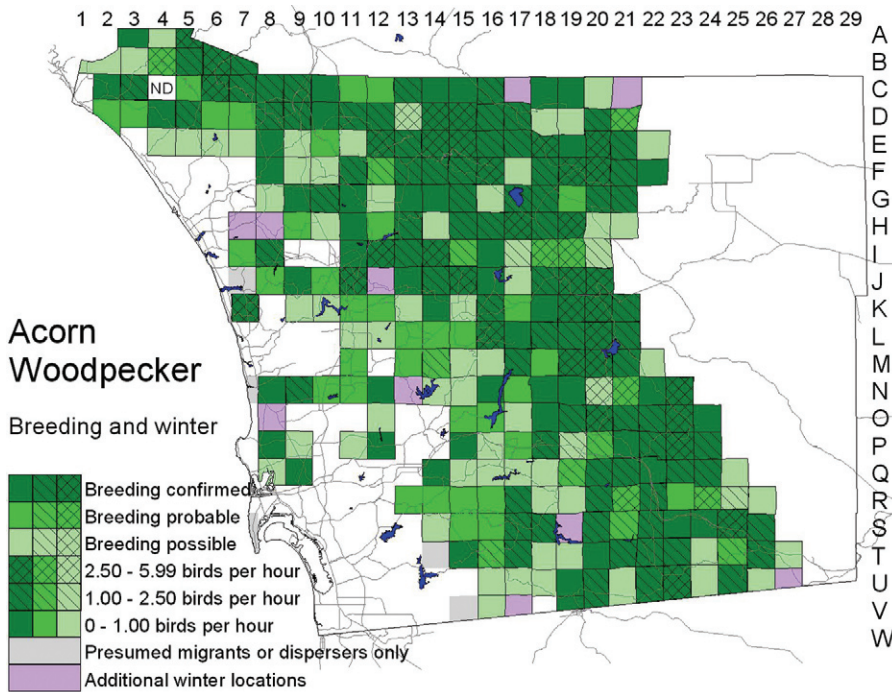 1 2 3 4 5 6 7 8 9 10 11 12 13 14 15 16 17 18 19 20 21 22 23 24 25 26 27 28 29
A
B
C
D
E
F
G
H
I
J
K
L
M
N
O
P
Q
R
S
T
U
V
W
ND
Acorn
Woodpecker
Breeding and winter
Breeding confirmed
Breeding probable
Breeding possible
2.50 - 5.99 birds per hour
1.00 - 2.50 birds per hour
0 - 1.00 birds per hour
Presumed migrants or dispersers only
Additional winter locations